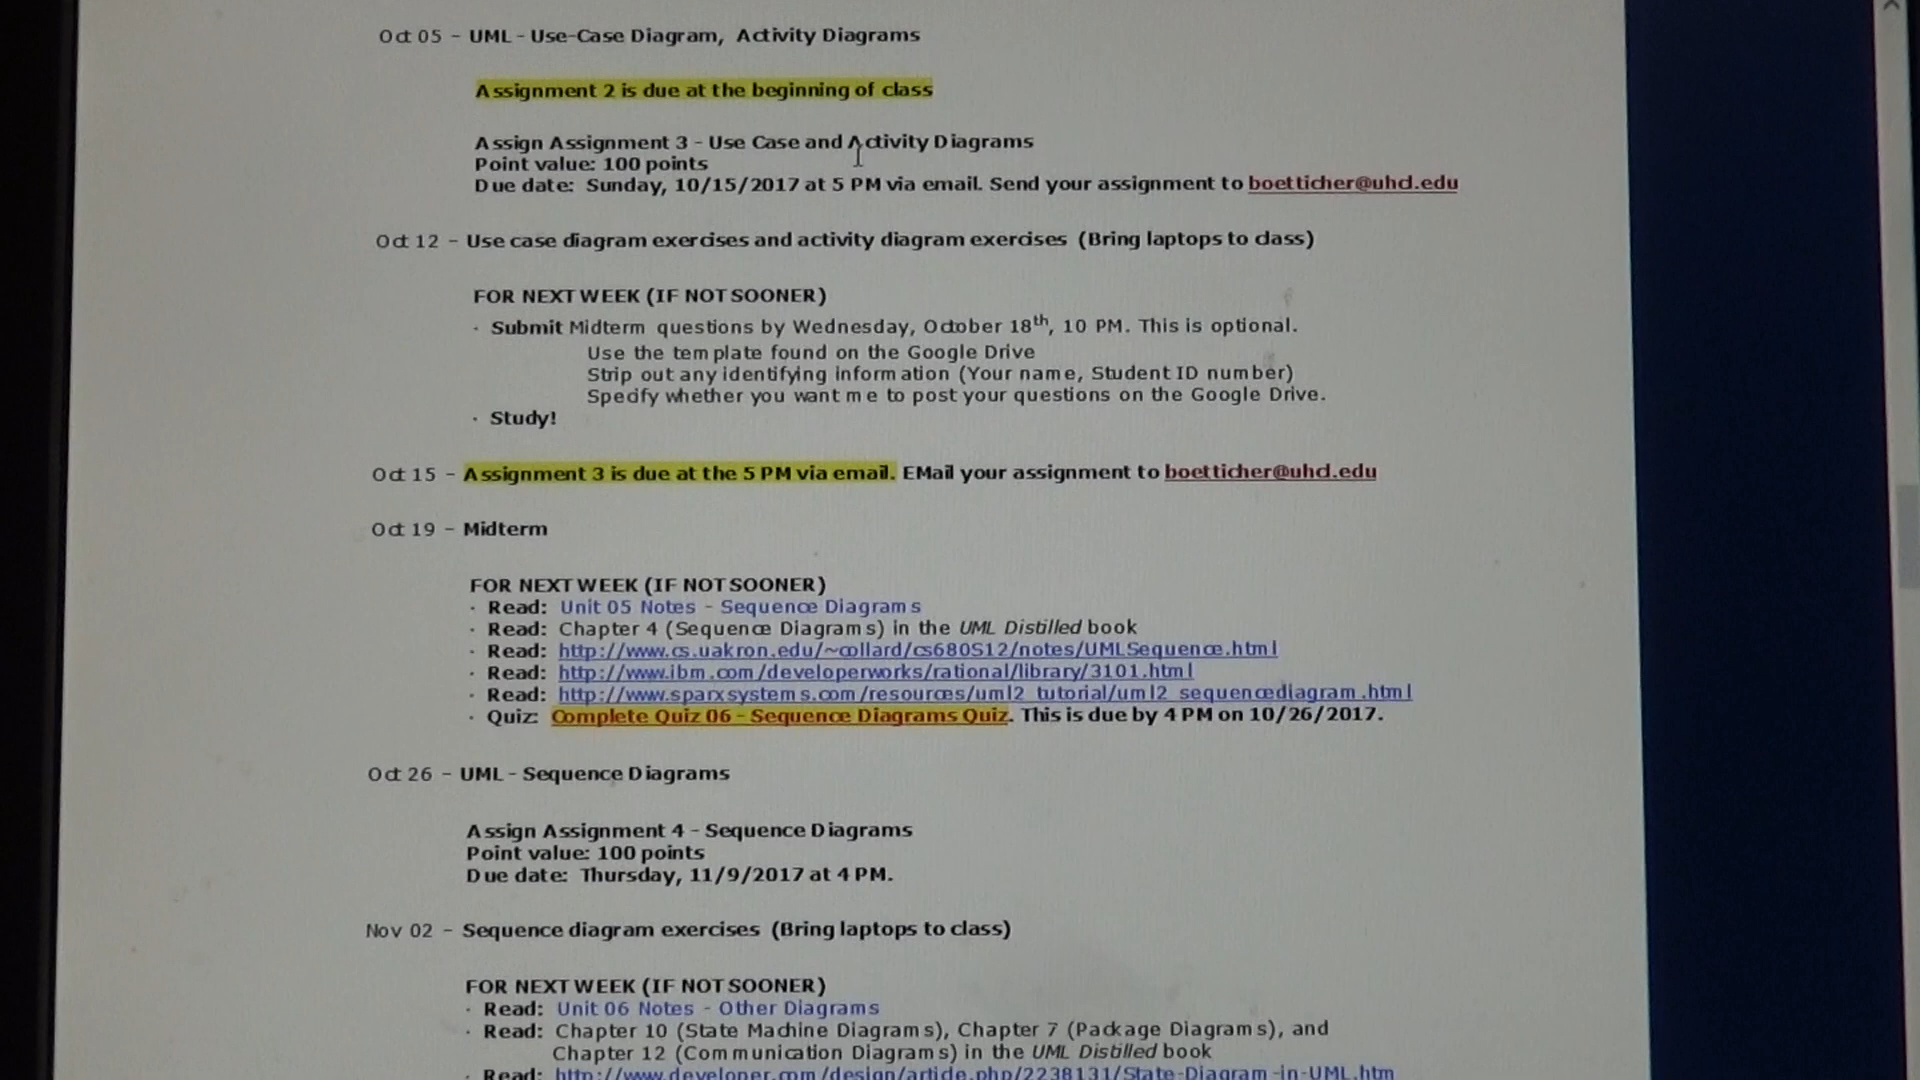 Oct 05 – UML - Use-Case Diagram, Activity Diagrams
Assignment 2 is due at the beginning of class
Assign Assignment 3 - Use Case and Activity Diagrams
Point value: 100 points
Due date: Sunday, 10/15/2017 at 5 PM via email. Send your assignment to boetticher@uhcl.edu
Oct 12 – Use case diagram exercises and activity diagram exercises (Bring laptops to class)
FOR NEXT WEEK (IF NOT SOONER)
· Submit Midterm questions by Wednesday, October 18th, 10 PM. This is optional.
Use the template found on the Google Drive
Strip out any identifying information (Your name, Student ID number)
Specify whether you want me to post your questions on the Google Drive.
· Study!
Oct 15 – Assignment 3 is due at the 5 PM via email. EMail your assignment to boetticher@uhcl.edu
Oct 19 – Midterm
FOR NEXT WEEK (IF NOT SOONER)
· Read: Unit 05 Notes - Sequence Diagrams
· Read: Chapter 4 (Sequence Diagrams) in the UML Distilled book
· Read: http://www.cs.uakron.edu/~collard/cs680S12/notes/UMLSequence.html
· Read: http://www.ibm.com/developerworks/rational/library/3101.html
· Read: http://www.sparxsystems.com/resources/uml2_tutorial/uml2_sequencediagram.html
· Quiz: Complete Quiz 06 - Sequence Diagrams Quiz. This is due by 4 PM on 10/26/2017.
Oct 26 – UML - Sequence Diagrams
Assign Assignment 4 - Sequence Diagrams
Point value: 100 points
Due date: Thursday, 11/9/2017 at 4 PM.
Nov 02 – Sequence diagram exercises (Bring laptops to class)
FOR NEXT WEEK (IF NOT SOONER)
· Read: Unit 06 Notes - Other Diagrams
· Read: Chapter 10 (State Machine Diagrams), Chapter 7 (Package Diagrams), and
Chapter 12 (Communication Diagrams) in the UML Distilled book
· Read: http://www.developer.com/design/article.php/2238131/State-Diagram-in-UML.htm